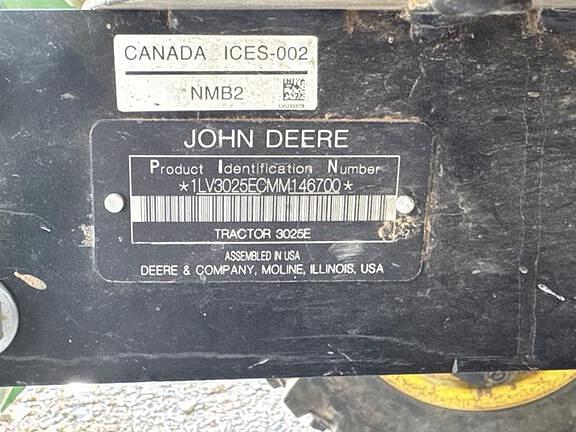 CANADA ICES-002
NMB2
JOHN DEERE
Product Identification Number
*1LV3025ECMM146700*
TRACTOR 3025E
ASSEMBLED IN USA
DEERE & COMPANY, MOLINE, ILLINOIS, USA